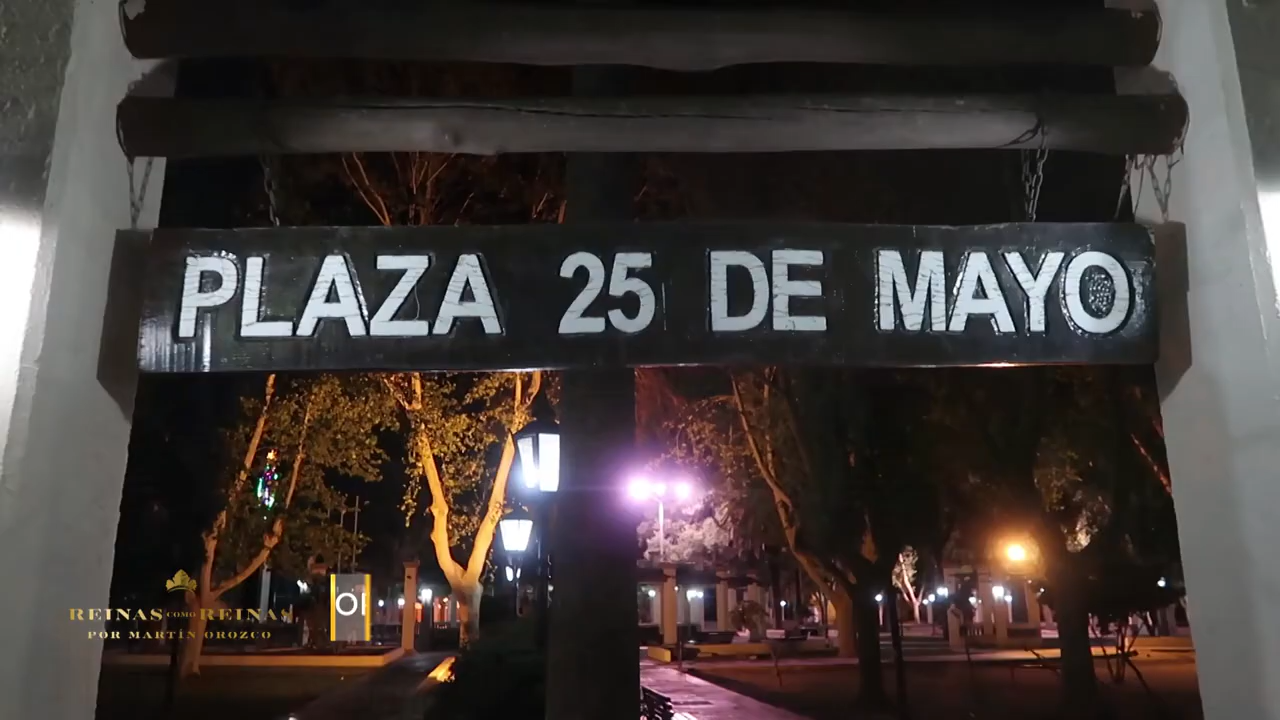 PLAZA 25 DE MAYO
REINAS COMO REINAS
POR MARTÍN OROZCO